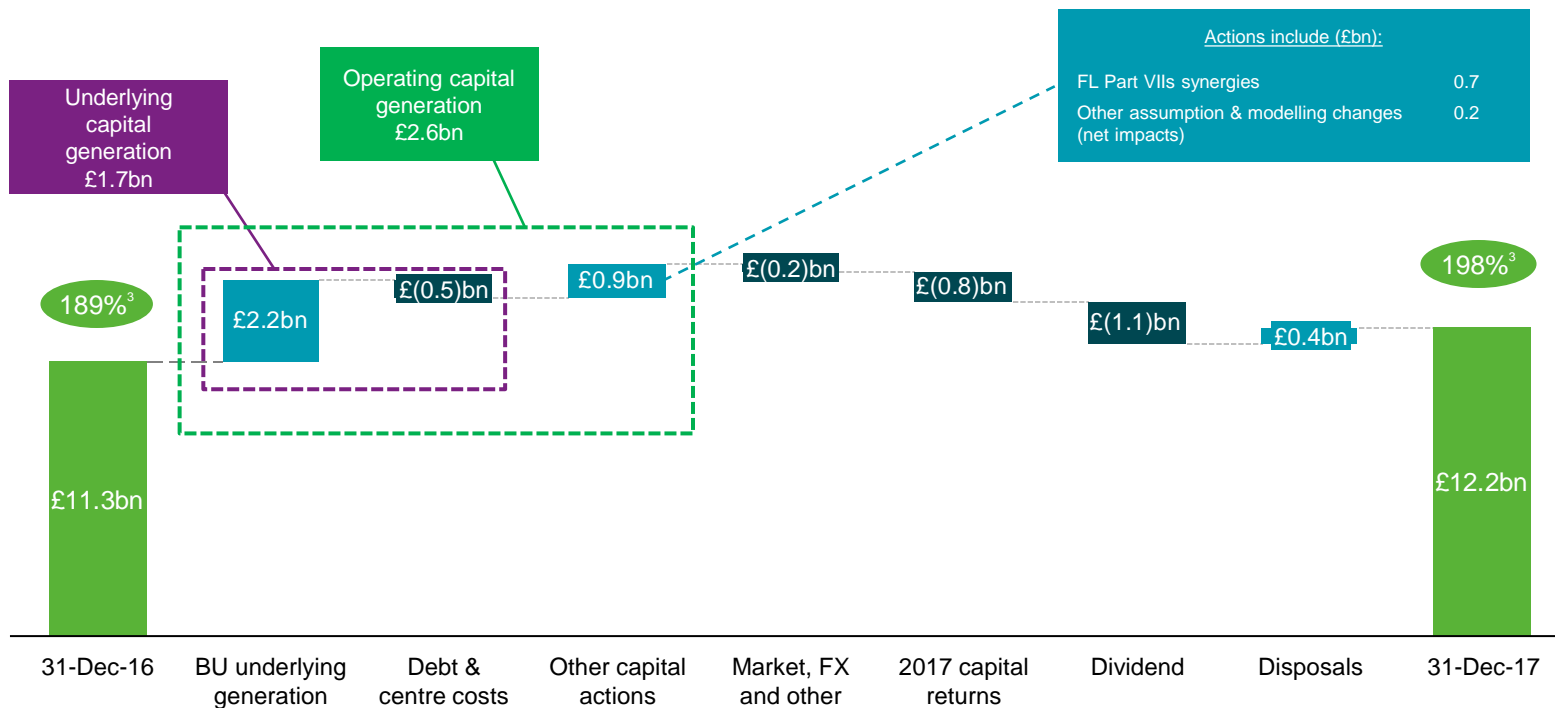 Actions include (£bn):
FL Part VIIs synergies 0.7
Other assumption & modelling changes 0.2
(net impacts)
Operating capital
generation
£2.6bn
Underlying
capital
generation
£1.7bn
189%3
£2.2bn
£(0.5)bn
£0.9bn
£(0.2)bn
£(0.8)bn
£(1.1)bn
£0.4bn
198%3
£11.3bn
£12.2bn
31-Dec-16
BU underlying
generation
Debt &
centre costs
Other capital
actions
Market, FX
and other
2017 capital
returns
Dividend
Disposals
31-Dec-17